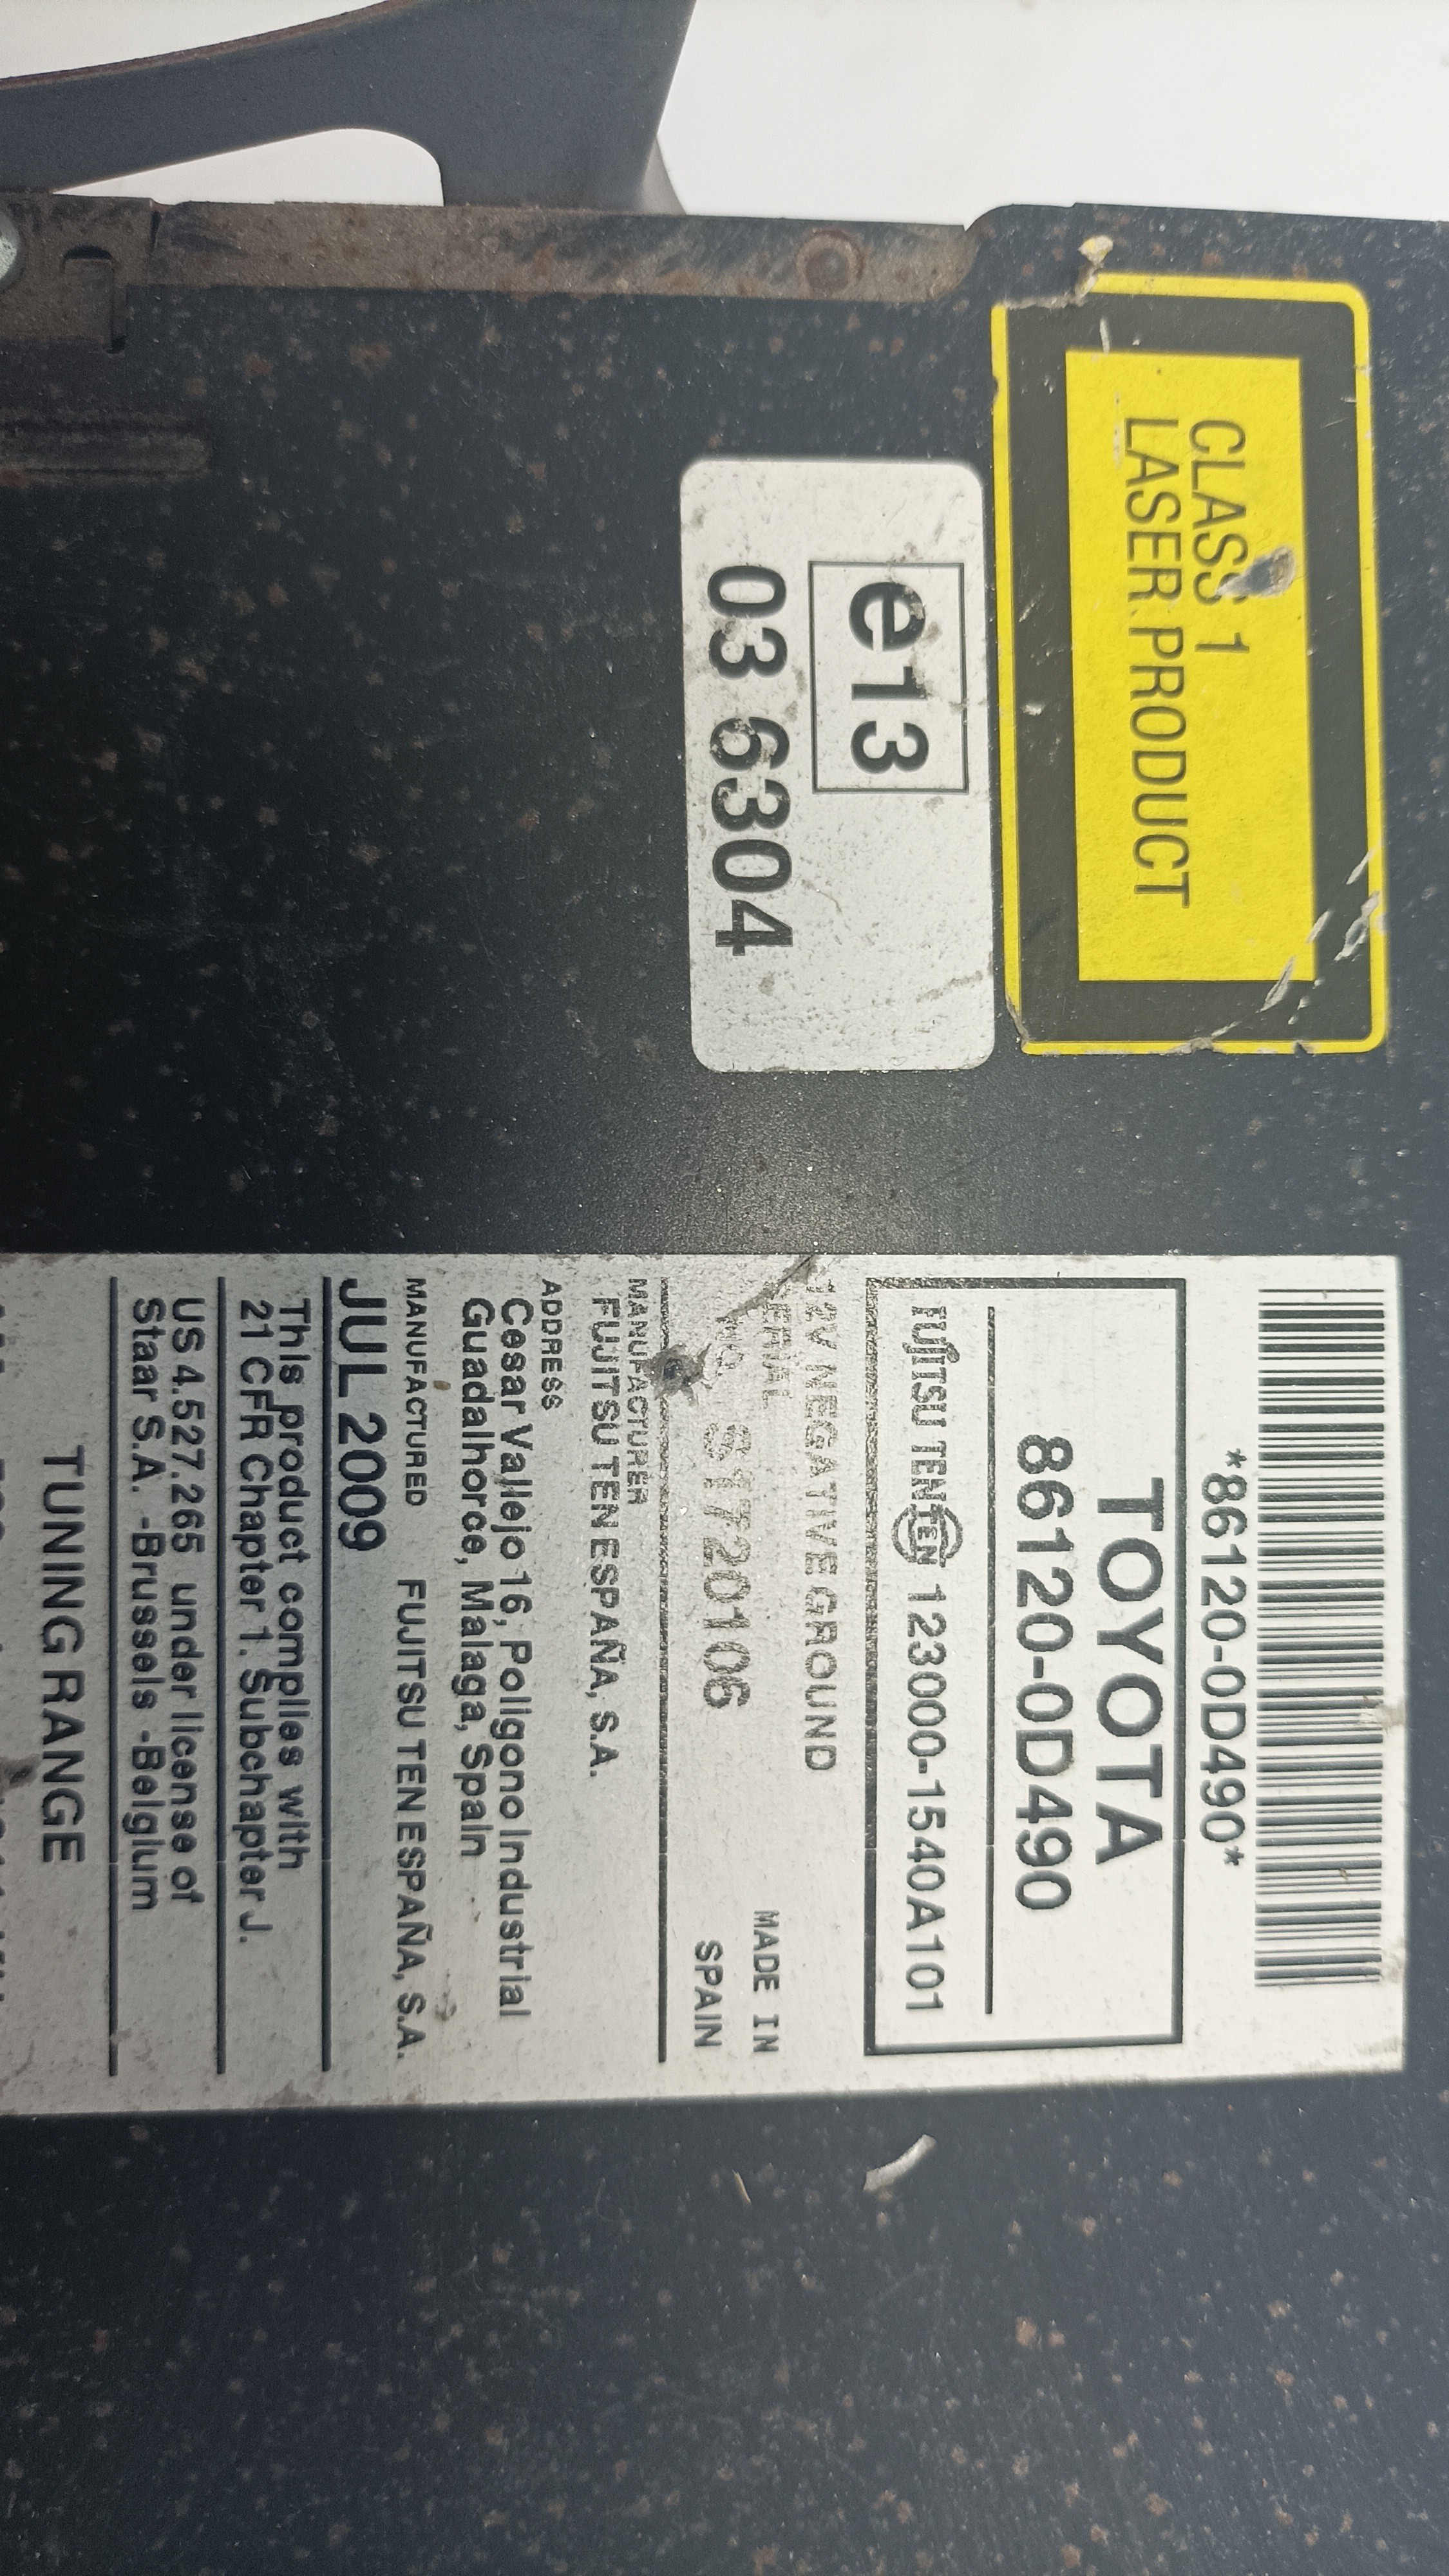 CLASS 1
LASER PRODUCT
e13
03 6304
*86120-0D490*
TOYOTA
86120-0D490
FUJITSU TEN TEN 123000-1540A101
12V NEGATIVE GROUND
SERIAL
NO S1720106
MADE IN
SPAIN
MANUFACTURER
FUJITSU TEN ESPAÑA, S.A.
ADDRESS
Cesar Vallejo 16, Poligono Industrial
Guadalhorce, Malaga, Spain
MANUFACTURED FUJITSU TEN ESPAÑA, S.A.
JUL 2009
This product complies with
21 CFR Chapter 1. Subchapter J.
US 4.527.265 under license of
Staar S.A. -Brussels -Belgium
TUNING RANGE